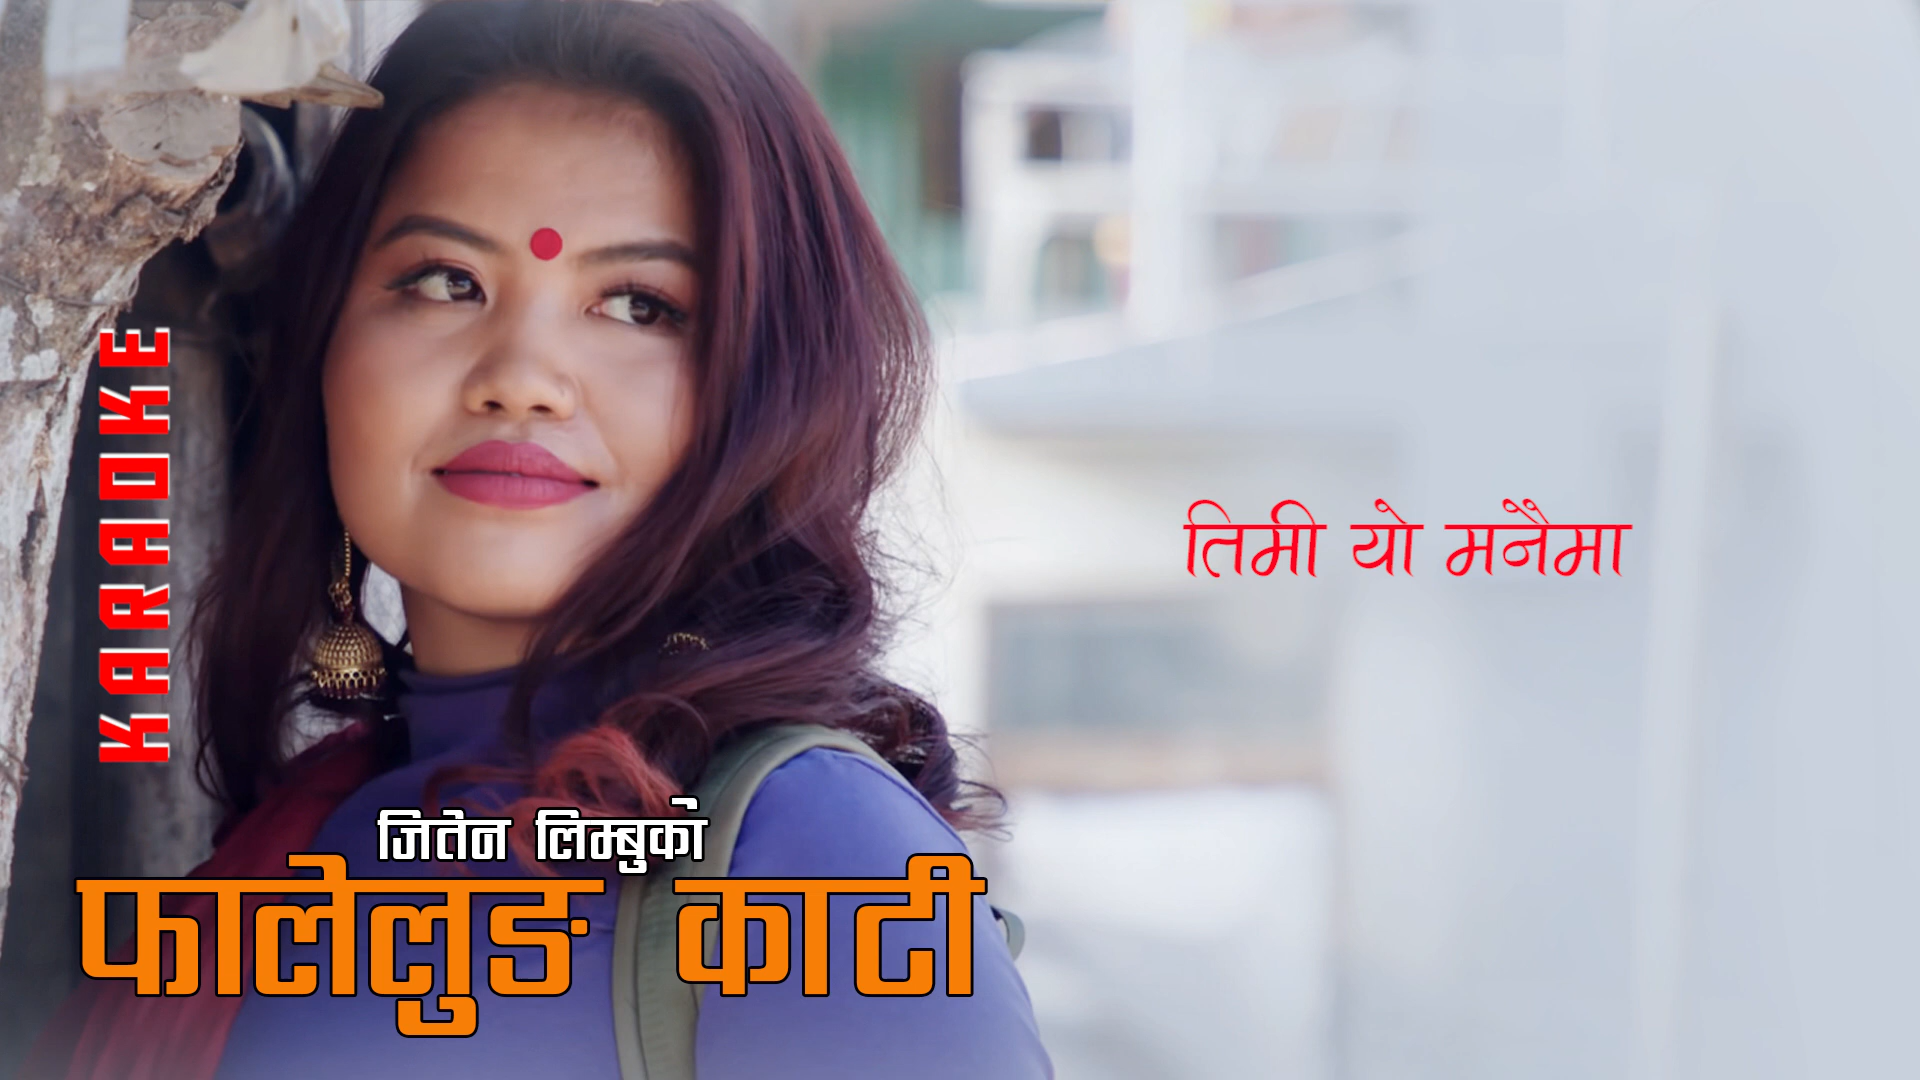 KARAOKE
जितेन लिम्बुको
फालेलुङ काटी
तिमी यो मनैमा